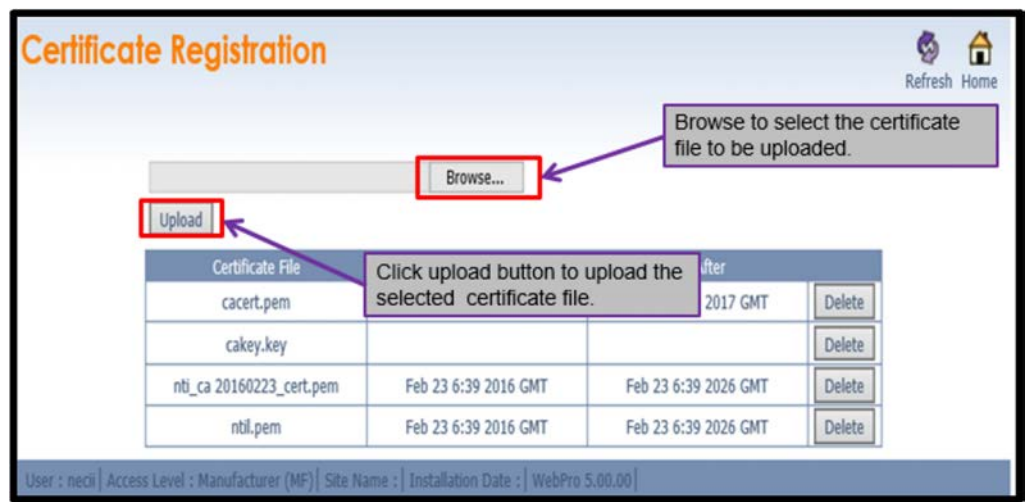 Certificate Registration
Refresh Home
Browse to select the certificate
file to be uploaded.
Browse...
Upload
Click upload button to upload the
selected certificate file.
Certificate File After
cacert.pem 2017 GMT Delete
cakey.key Delete
nti_ca 20160223_cert.pem Feb 23 6:39 2016 GMT Feb 23 6:39 2026 GMT Delete
ntil.pem Feb 23 6:39 2016 GMT Feb 23 6:39 2026 GMT Delete
User : necii | Access Level : Manufacturer (MF) | Site Name : | Installation Date : | WebPro 5.00.00 |